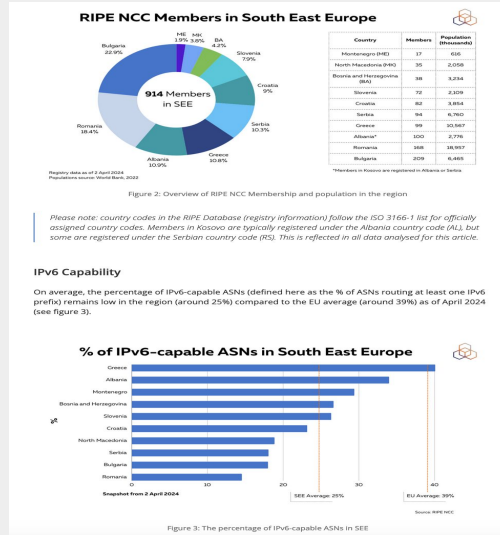 RIPE NCC Members in South East Europe
ME
1.9%
MK
3.8%
BA
4.2%
Slovenia
7.9%
Croatia
9%
Serbia
10.3%
Greece
10.8%
Albania
10.9%
Romania
18.4%
Bulgaria
22.9%
914 Members
in SEE
Registry data as of 2 April 2024
Populations source: World Bank, 2022
Country Members Population (thousands)
Montenegro (ME) 17 616
North Macedonia (MK) 35 2,058
Bosnia and Herzegovina (BA) 38 3,234
Slovenia 72 2,109
Croatia 82 3,854
Serbia 94 6,760
Greece 99 10,567
Albania* 100 2,776
Romania 168 18,957
Bulgaria 209 6,465
*Members in Kosovo are registered in Albania or Serbia
Figure 2: Overview of RIPE NCC Membership and population in the region
Please note: country codes in the RIPE Database (registry information) follow the ISO 3166-1 list for officially
assigned country codes. Members in Kosovo are typically registered under the Albania country code (AL), but
some are registered under the Serbian country code (RS). This is reflected in all data analysed for this article.
IPv6 Capability
On average, the percentage of IPv6-capable ASNs (defined here as the % of ASNs routing at least one IPv6
prefix) remains low in the region (around 25%) compared to the EU average (around 39%) as of April 2024
(see figure 3).
% of IPv6-capable ASNs in South East Europe
%
Greece
Albania
Montenegro
Bosnia and Herzegovina
Slovenia
Croatia
North Macedonia
Serbia
Bulgaria
Romania
0 10 20 30 40
Snapshot from 2 April 2024
SEE Average: 25%
EU Average: 39%
Source: RIPE NCC
Figure 3: The percentage of IPv6-capable ASNs in SEE